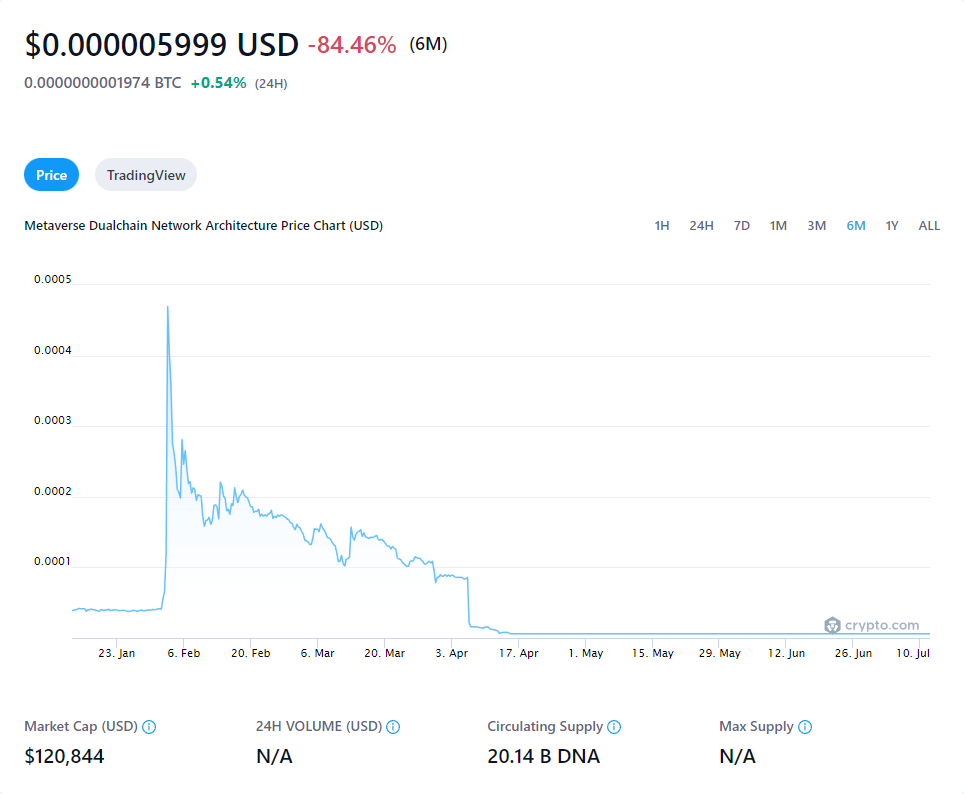 $0.000005999 USD -84.46% (6M)
0.0000000001974 BTC +0.54% (24H)
Price TradingView
Metaverse Dualchain Network Architecture Price Chart (USD) 1H 24H 7D 1M 3M 6M 1Y ALL
0.0005
0.0004
0.0003
0.0002
0.0001
crypto.com
23. Jan 6. Feb 20. Feb 6. Mar 20. Mar 3. Apr 17. Apr 1. May 15. May 29. May 12. Jun 26. Jun 10. Jul
Market Cap (USD) 24H VOLUME (USD) Circulating Supply Max Supply
$120,844 N/A 20.14 B DNA N/A